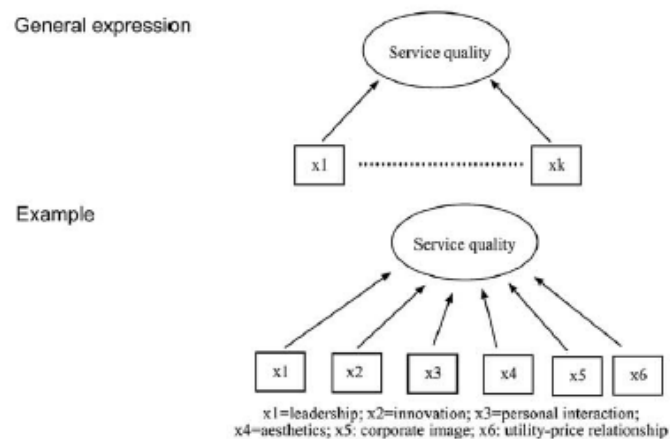 General expression
Service quality
x1
xk
Example
Service quality
x1 x2 x3 x4 x5 x6
x1=leadership; x2=innovation; x3=personal interaction;
x4=aesthetics; x5: corporate image; x6: utility-price relationship